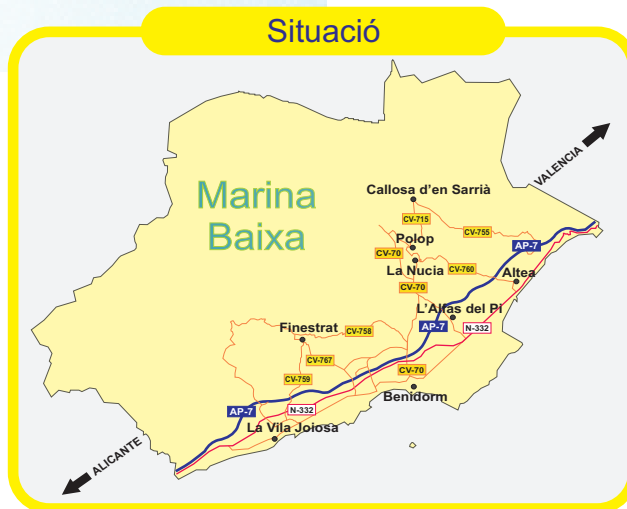 Situació
VALENCIA
Marina
Baixa
Callosa d'en Sarrià
CV-715
CV-755
Polop
CV-70
AP-7
La Nucia
CV-760
Altea
CV-70
L'Alfas del Pi
Finestrat
CV-758
AP-7
N-332
CV-767
CV-70
CV-759
Benidorm
AP-7
N-332
La Vila Joiosa
ALICANTE